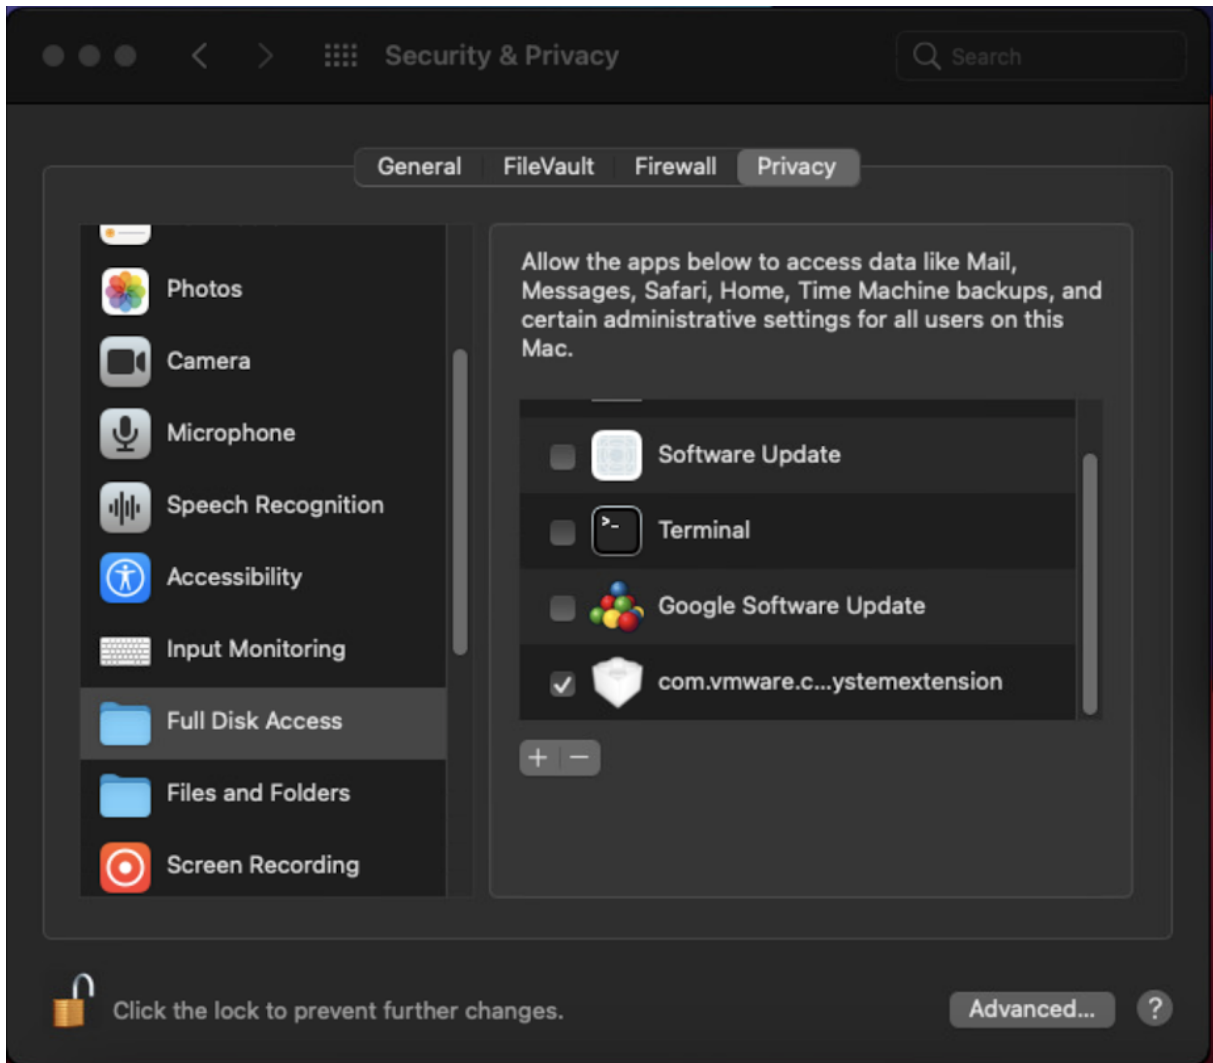 Security & Privacy
Search
General
FileVault
Firewall
Privacy
Photos
Camera
Microphone
Speech Recognition
Accessibility
Input Monitoring
Full Disk Access
Files and Folders
Screen Recording
Allow the apps below to access data like Mail,
Messages, Safari, Home, Time Machine backups, and
certain administrative settings for all users on this
Mac.
Software Update
>_
Terminal
Google Software Update
com.vmware.c...ystemextension
+ −
Click the lock to prevent further changes.
Advanced...
?